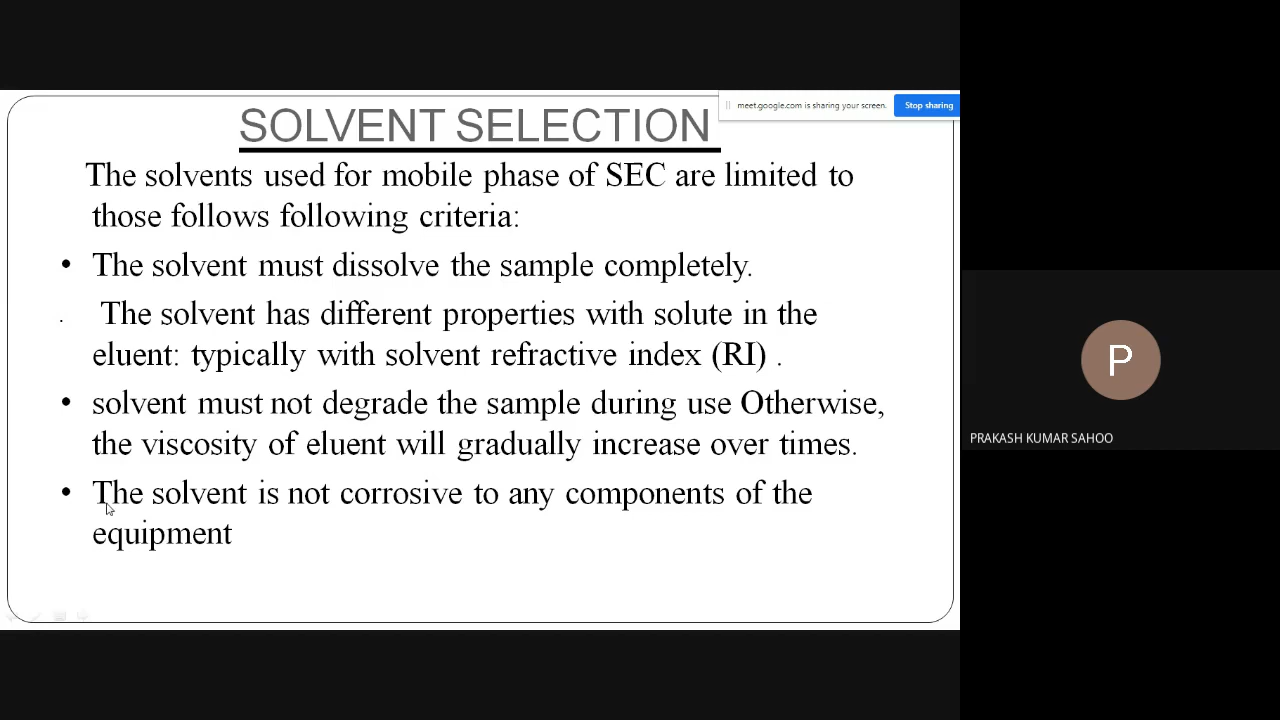 meet.google.com is sharing your screen.
Stop sharing
SOLVENT SELECTION
The solvents used for mobile phase of SEC are limited to
those follows following criteria:
• The solvent must dissolve the sample completely.
. The solvent has different properties with solute in the
eluent: typically with solvent refractive index (RI) .
• solvent must not degrade the sample during use Otherwise,
the viscosity of eluent will gradually increase over times.
• The solvent is not corrosive to any components of the
equipment
P
PRAKASH KUMAR SAHOO